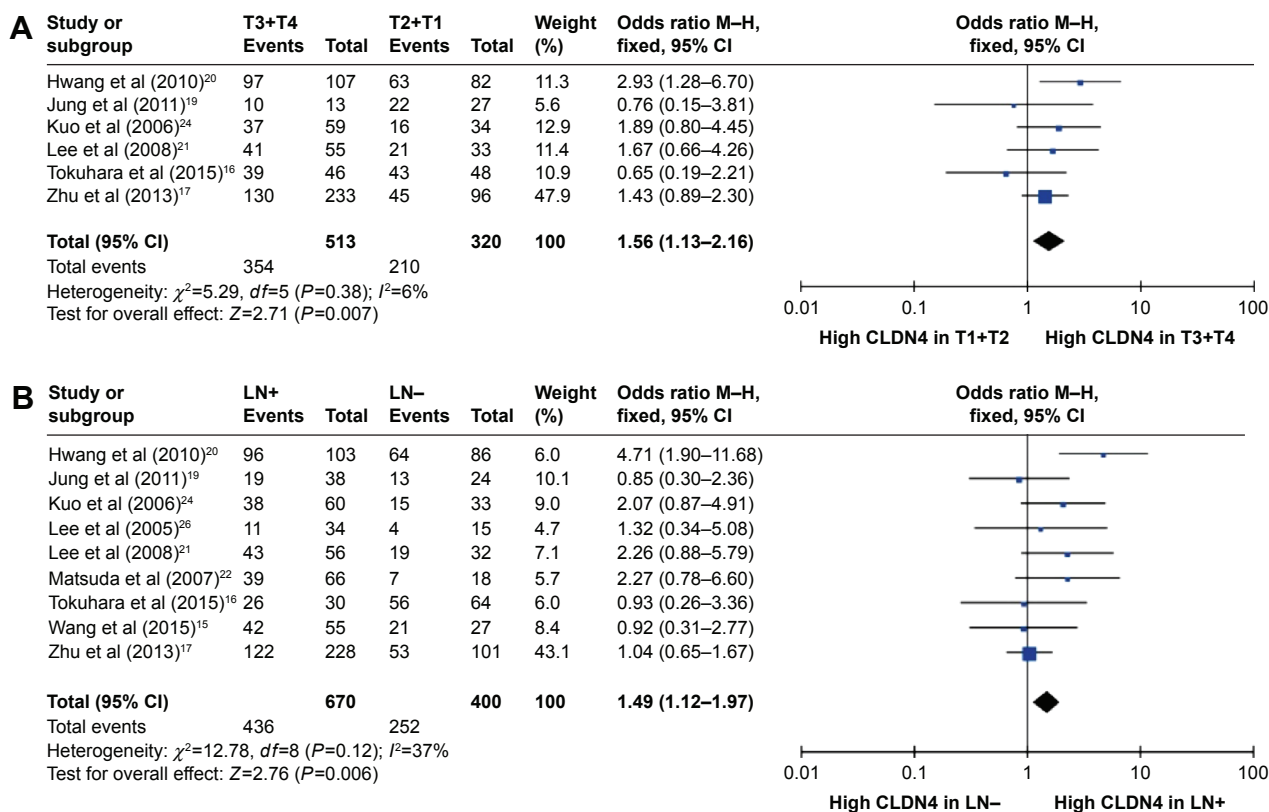 A
Study or subgroup T3+T4 Events Total T2+T1 Events Total Weight (%) Odds ratio M–H, fixed, 95% CI Odds ratio M–H, fixed, 95% CI
Hwang et al (2010)20 97 107 63 82 11.3 2.93 (1.28–6.70)
Jung et al (2011)19 10 13 22 27 5.6 0.76 (0.15–3.81)
Kuo et al (2006)24 37 59 16 34 12.9 1.89 (0.80–4.45)
Lee et al (2008)21 41 55 21 33 11.4 1.67 (0.66–4.26)
Tokuhara et al (2015)16 39 46 43 48 10.9 0.65 (0.19–2.21)
Zhu et al (2013)17 130 233 45 96 47.9 1.43 (0.89–2.30)
Total (95% CI) 513 320 100 1.56 (1.13–2.16)
Total events 354 210
Heterogeneity: χ2=5.29, df=5 (P=0.38); I2=6%
Test for overall effect: Z=2.71 (P=0.007)
0.01 0.1 1 10 100
High CLDN4 in T1+T2 High CLDN4 in T3+T4
B
Study or subgroup LN+ Events Total LN– Events Total Weight (%) Odds ratio M–H, fixed, 95% CI Odds ratio M–H, fixed, 95% CI
Hwang et al (2010)20 96 103 64 86 6.0 4.71 (1.90–11.68)
Jung et al (2011)19 19 38 13 24 10.1 0.85 (0.30–2.36)
Kuo et al (2006)24 38 60 15 33 9.0 2.07 (0.87–4.91)
Lee et al (2005)26 11 34 4 15 4.7 1.32 (0.34–5.08)
Lee et al (2008)21 43 56 19 32 7.1 2.26 (0.88–5.79)
Matsuda et al (2007)22 39 66 7 18 5.7 2.27 (0.78–6.60)
Tokuhara et al (2015)16 26 30 56 64 6.0 0.93 (0.26–3.36)
Wang et al (2015)15 42 55 21 27 8.4 0.92 (0.31–2.77)
Zhu et al (2013)17 122 228 53 101 43.1 1.04 (0.65–1.67)
Total (95% CI) 670 400 100 1.49 (1.12–1.97)
Total events 436 252
Heterogeneity: χ2=12.78, df=8 (P=0.12); I2=37%
Test for overall effect: Z=2.76 (P=0.006)
0.01 0.1 1 10 100
High CLDN4 in LN– High CLDN4 in LN+